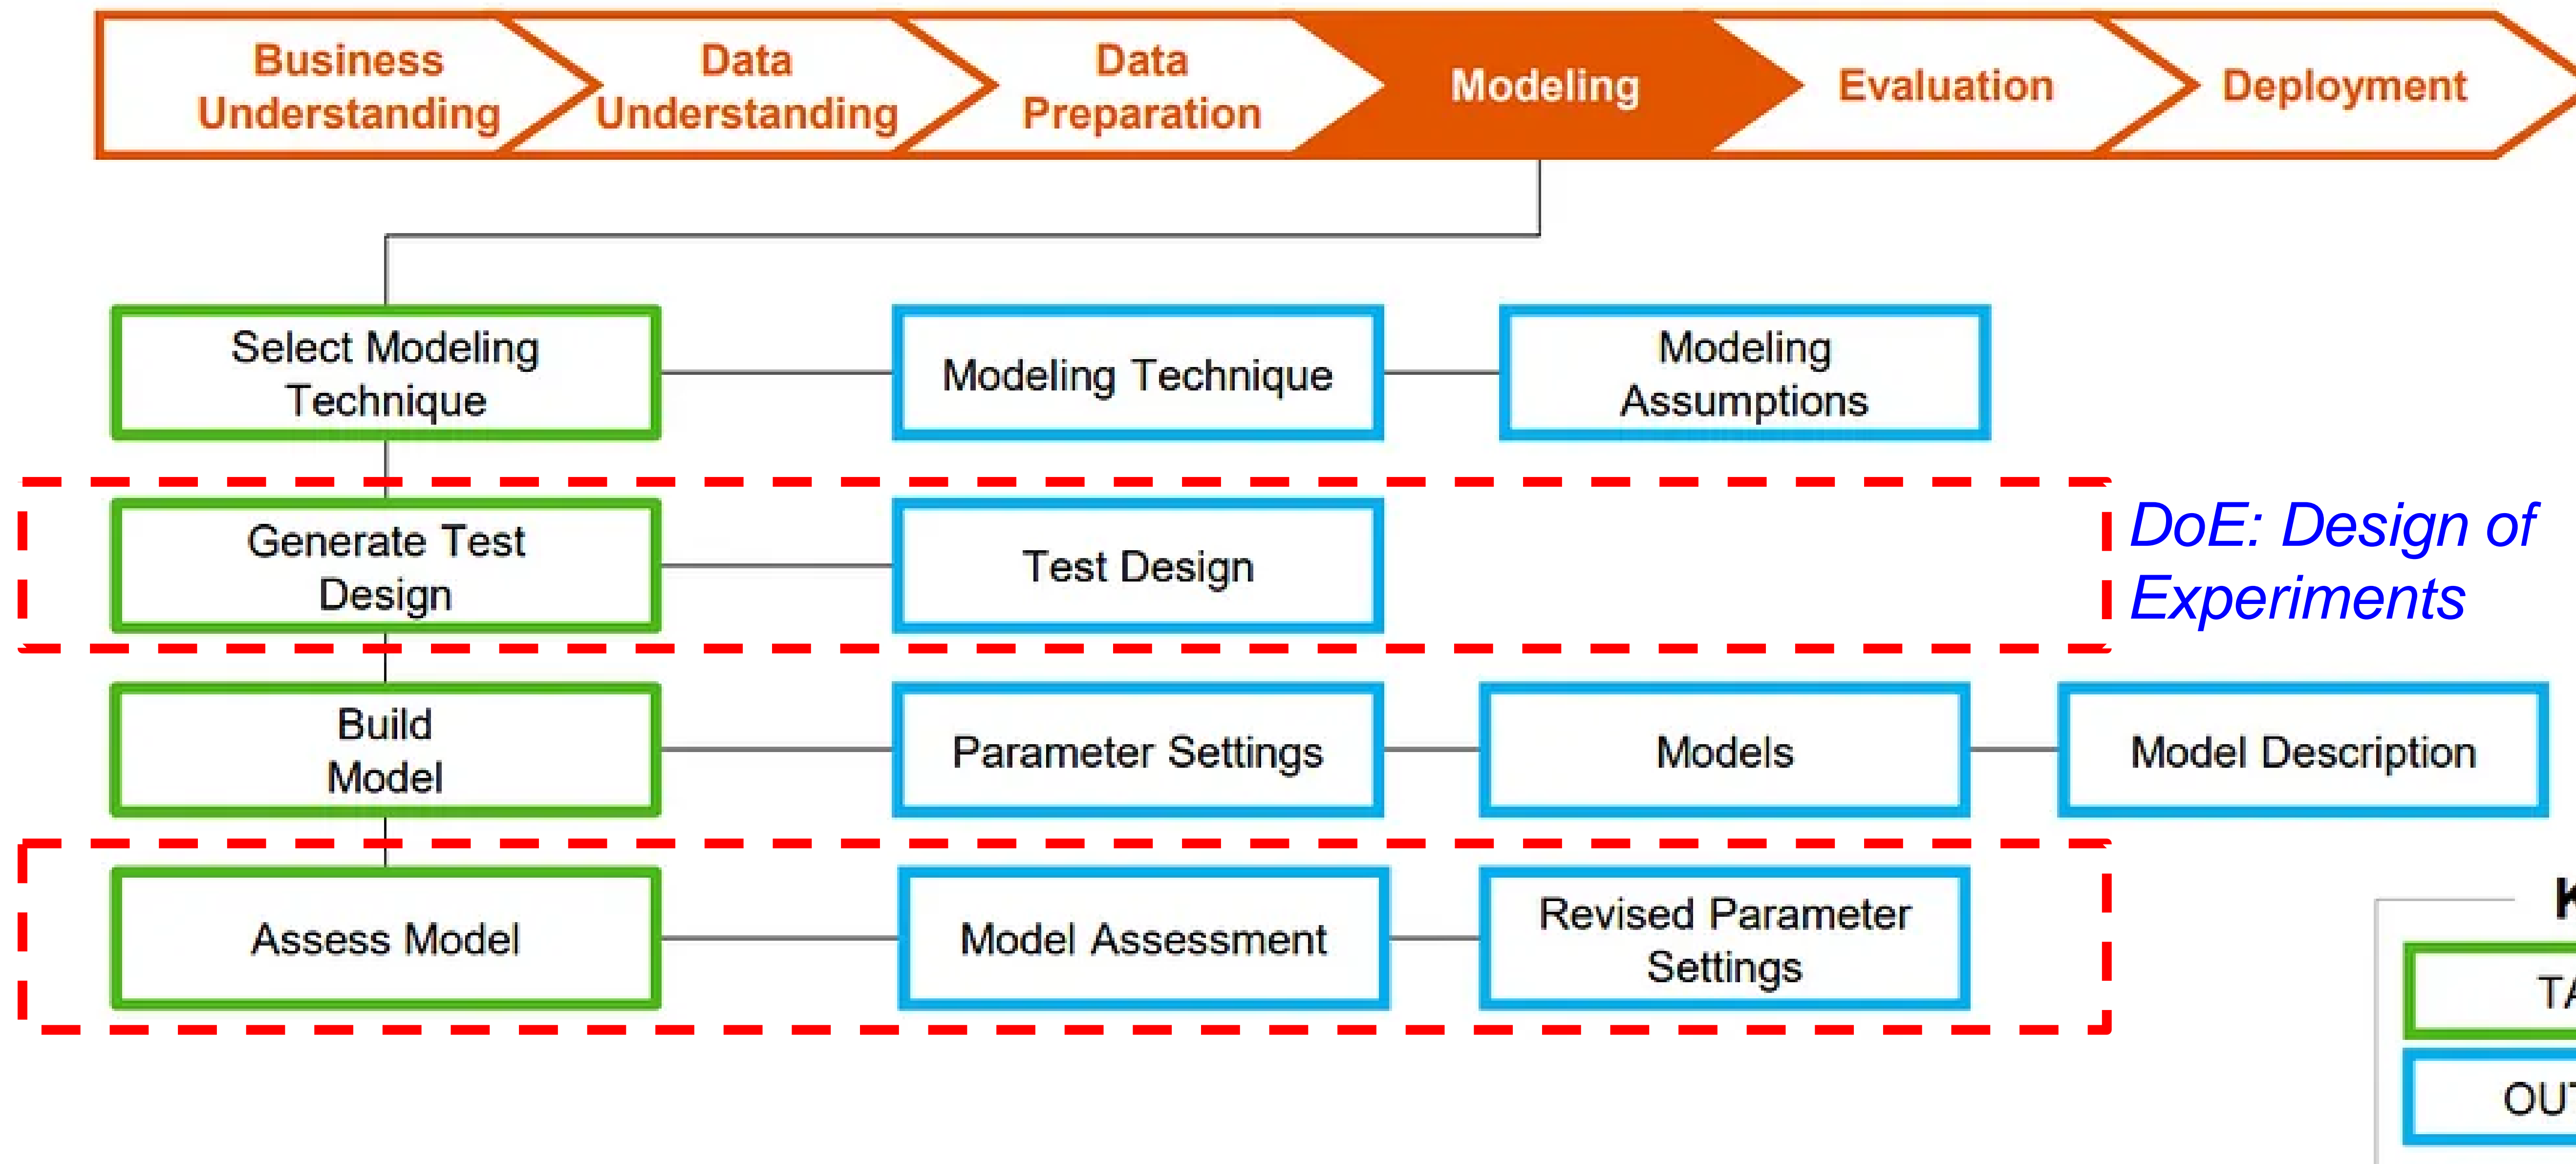 Business
Understanding
Data
Understanding
Data
Preparation
Modeling
Evaluation
Deployment
Select Modeling
Technique
Modeling Technique
Modeling
Assumptions
Generate Test
Design
Test Design
DoE: Design of
Experiments
Build
Model
Parameter Settings
Models
Model Description
Assess Model
Model Assessment
Revised Parameter
Settings